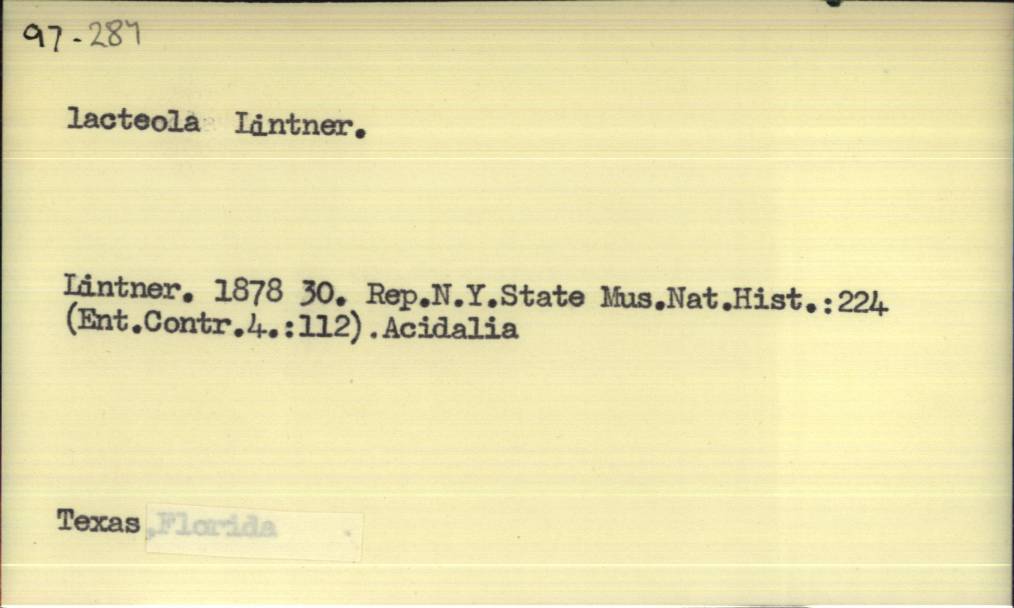 97-287
lacteola Lintner.
Lintner. 1878 30. Rep.N.Y.State Mus.Nat.Hist.:224
(Ent.Contr.4.:112).Acidalia
Texas,Florida .